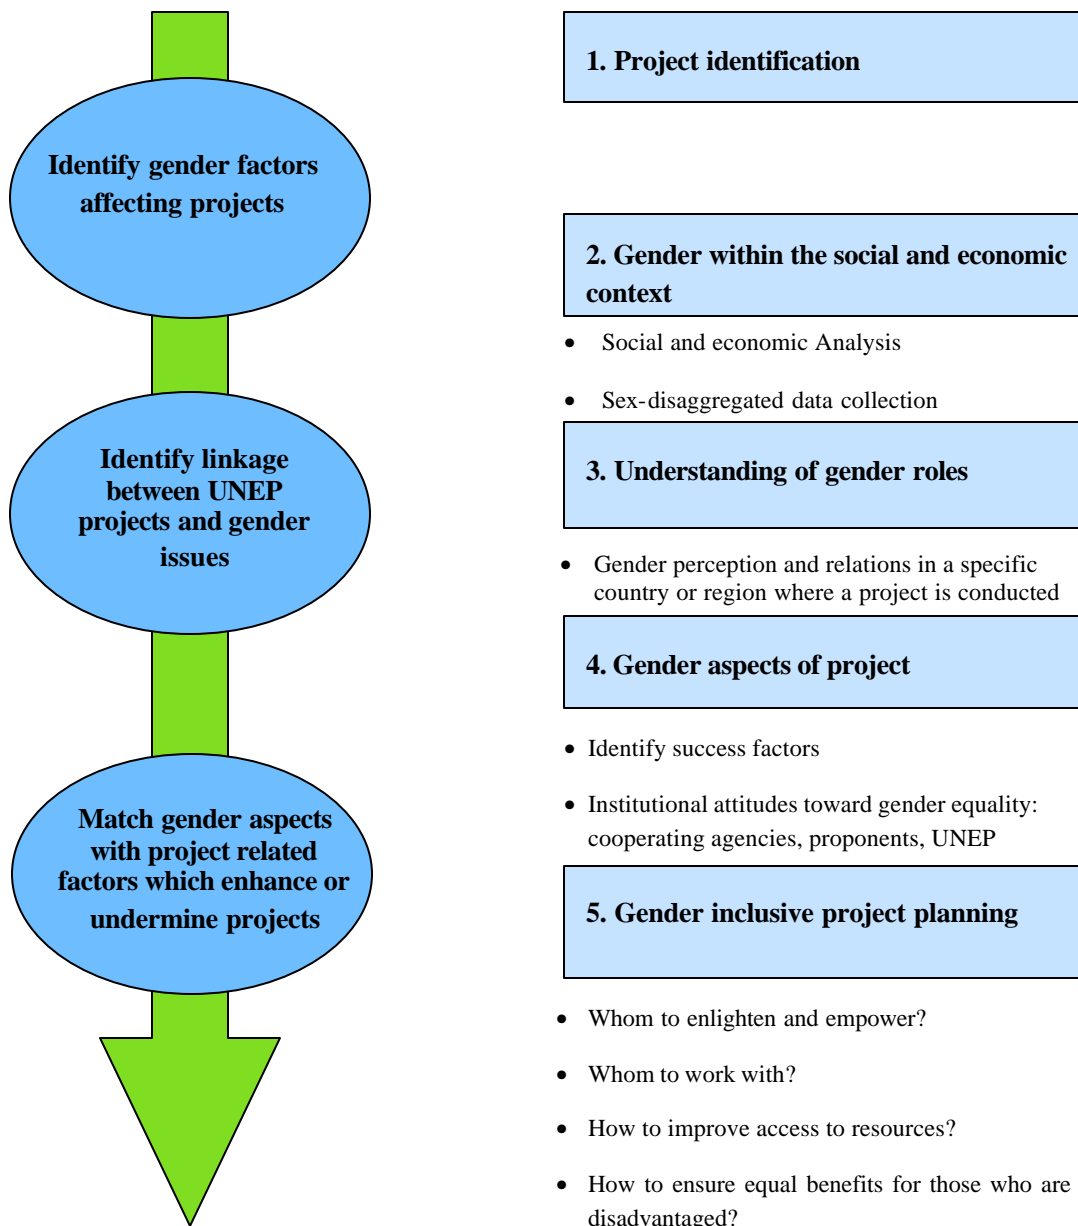 Identify gender factors
affecting projects
Identify linkage
between UNEP
projects and gender
issues
Match gender aspects
with project related
factors which enhance or
undermine projects
1. Project identification
2. Gender within the social and economic
context
• Social and economic Analysis
• Sex-disaggregated data collection
3. Understanding of gender roles
• Gender perception and relations in a specific
country or region where a project is conducted
4. Gender aspects of project
• Identify success factors
• Institutional attitudes toward gender equality:
cooperating agencies, proponents, UNEP
5. Gender inclusive project planning
• Whom to enlighten and empower?
• Whom to work with?
• How to improve access to resources?
• How to ensure equal benefits for those who are
disadvantaged?